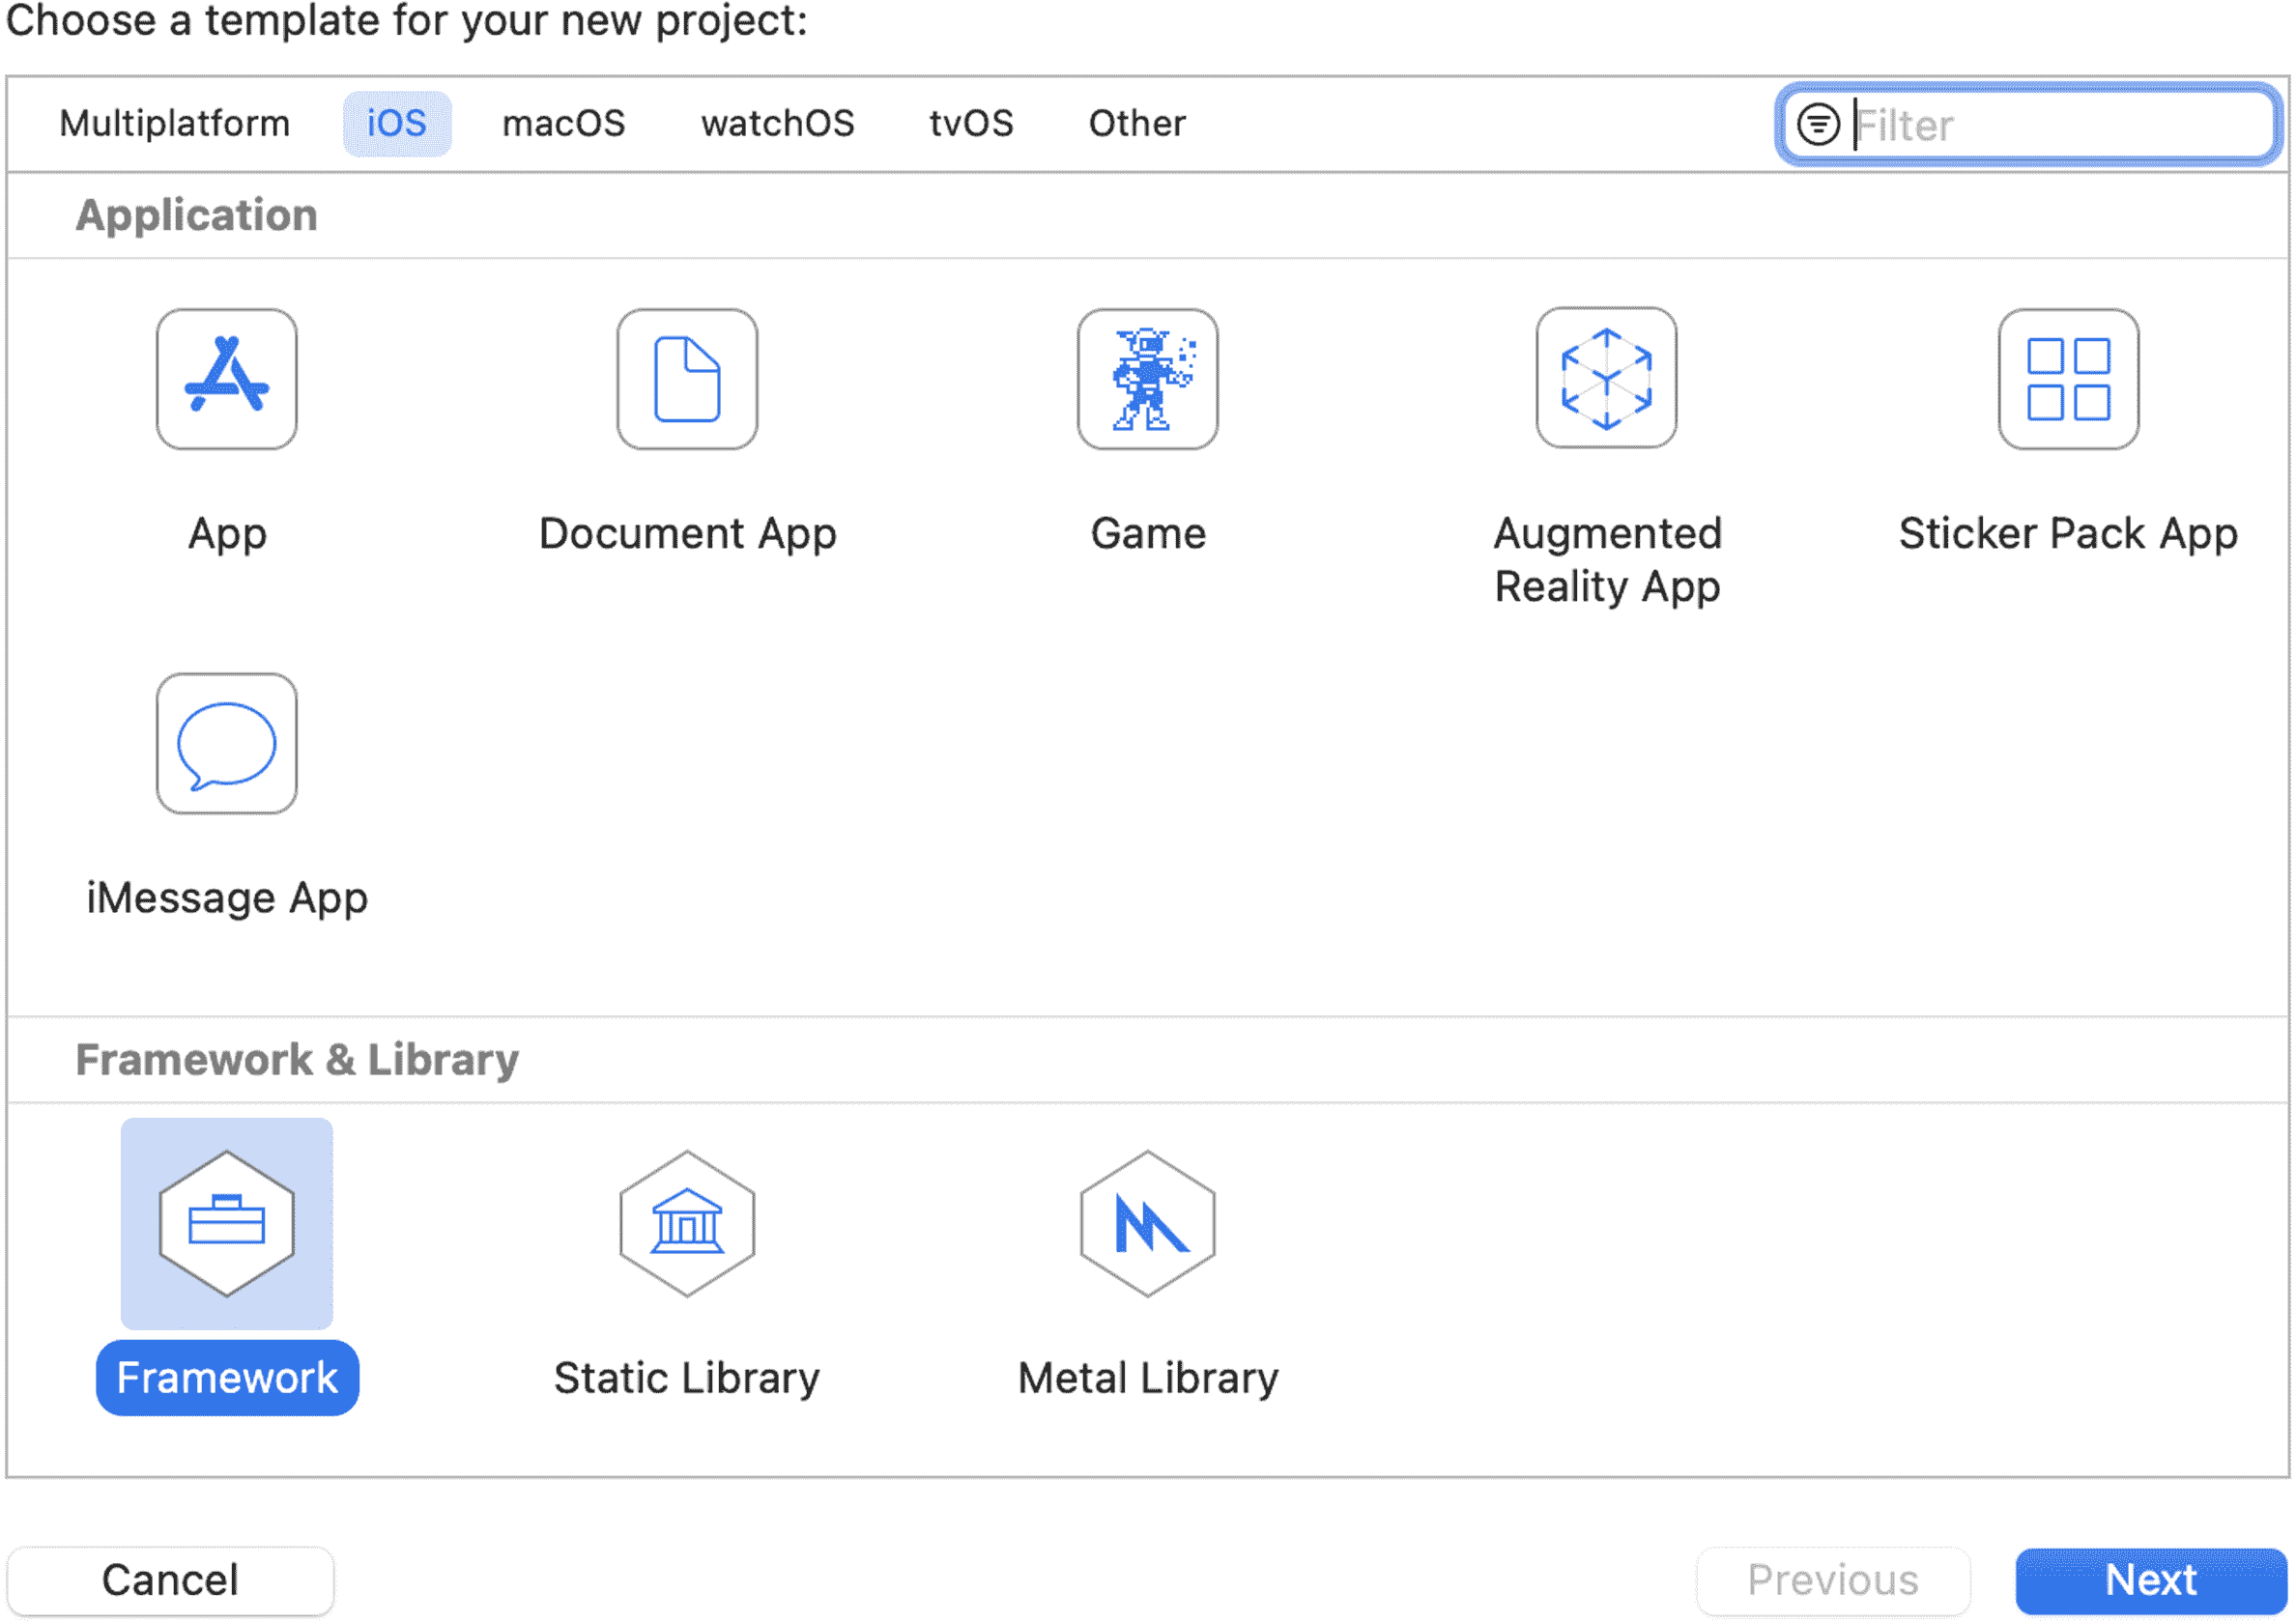 Choose a template for your new project:
Multiplatform iOS macOS watchOS tvOS Other Filter
Application
App Document App Game Augmented Reality App Sticker Pack App
iMessage App
Framework & Library
Framework Static Library Metal Library
Cancel Previous Next